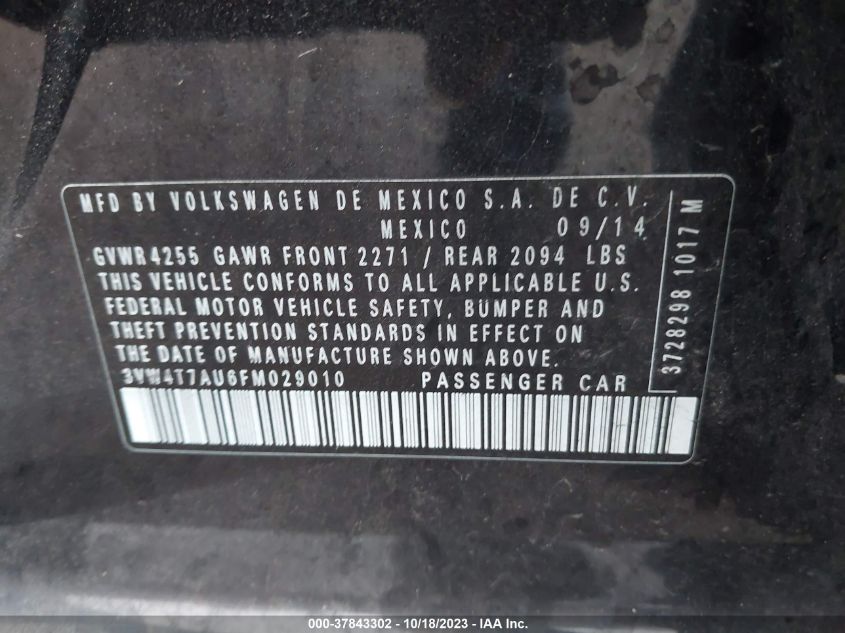 MFD BY VOLKSWAGEN DE MEXICO S.A. DE C.V.
MEXICO 09/14
GVWR 4255 GAWR FRONT 2271 / REAR 2094 LBS
THIS VEHICLE CONFORMS TO ALL APPLICABLE U.S.
FEDERAL MOTOR VEHICLE SAFETY, BUMPER AND
THEFT PREVENTION STANDARDS IN EFFECT ON
THE DATE OF MANUFACTURE SHOWN ABOVE.
3VW4T7AU6FM029010 PASSENGER CAR
3728298 1017 M
000-37843302 - 10/18/2023 - IAA Inc.